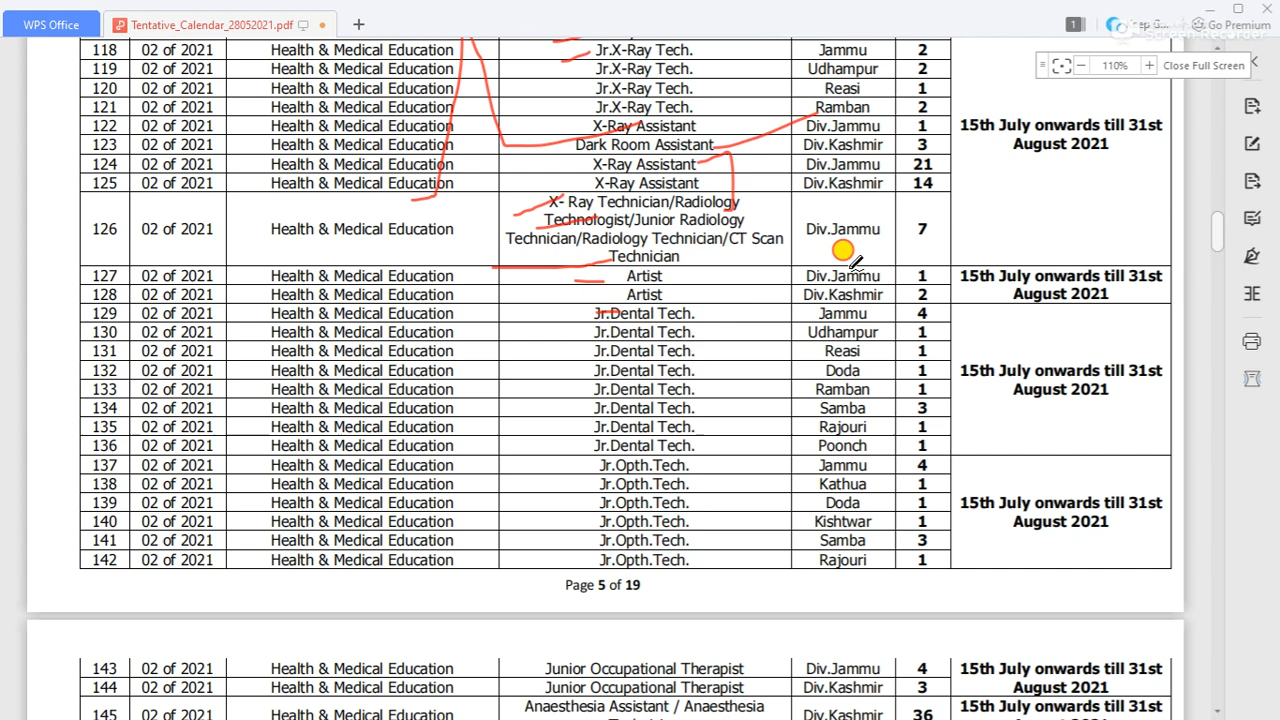 WPS Office
Tentative_Calendar_28052021.pdf
1
Go Premium
Screen Recorder
110%
Close Full Screen
118 02 of 2021 Health & Medical Education Jr.X-Ray Tech. Jammu 2
119 02 of 2021 Health & Medical Education Jr.X-Ray Tech. Udhampur 2
120 02 of 2021 Health & Medical Education Jr.X-Ray Tech. Reasi 1
121 02 of 2021 Health & Medical Education Jr.X-Ray Tech. Ramban 2
122 02 of 2021 Health & Medical Education X-Ray Assistant Div.Jammu 1
123 02 of 2021 Health & Medical Education Dark Room Assistant Div.Kashmir 3
124 02 of 2021 Health & Medical Education X-Ray Assistant Div.Jammu 21
125 02 of 2021 Health & Medical Education X-Ray Assistant Div.Kashmir 14
15th July onwards till 31st
August 2021
126 02 of 2021 Health & Medical Education
X- Ray Technician/Radiology
Technologist/Junior Radiology
Technician/Radiology Technician/CT Scan
Technician
Div.Jammu 7
127 02 of 2021 Health & Medical Education Artist Div.Jammu 1
128 02 of 2021 Health & Medical Education Artist Div.Kashmir 2
15th July onwards till 31st
August 2021
129 02 of 2021 Health & Medical Education Jr.Dental Tech. Jammu 4
130 02 of 2021 Health & Medical Education Jr.Dental Tech. Udhampur 1
131 02 of 2021 Health & Medical Education Jr.Dental Tech. Reasi 1
132 02 of 2021 Health & Medical Education Jr.Dental Tech. Doda 1
133 02 of 2021 Health & Medical Education Jr.Dental Tech. Ramban 1
134 02 of 2021 Health & Medical Education Jr.Dental Tech. Samba 3
135 02 of 2021 Health & Medical Education Jr.Dental Tech. Rajouri 1
136 02 of 2021 Health & Medical Education Jr.Dental Tech. Poonch 1
15th July onwards till 31st
August 2021
137 02 of 2021 Health & Medical Education Jr.Opth.Tech. Jammu 4
138 02 of 2021 Health & Medical Education Jr.Opth.Tech. Kathua 1
139 02 of 2021 Health & Medical Education Jr.Opth.Tech. Doda 1
140 02 of 2021 Health & Medical Education Jr.Opth.Tech. Kishtwar 1
141 02 of 2021 Health & Medical Education Jr.Opth.Tech. Samba 3
142 02 of 2021 Health & Medical Education Jr.Opth.Tech. Rajouri 1
15th July onwards till 31st
August 2021
Page 5 of 19
143 02 of 2021 Health & Medical Education Junior Occupational Therapist Div.Jammu 4
144 02 of 2021 Health & Medical Education Junior Occupational Therapist Div.Kashmir 3
15th July onwards till 31st
August 2021
145 02 of 2021 Health & Medical Education Anaesthesia Assistant / Anaesthesia Div.Kashmir 36
15th July onwards till 31st
August 2021